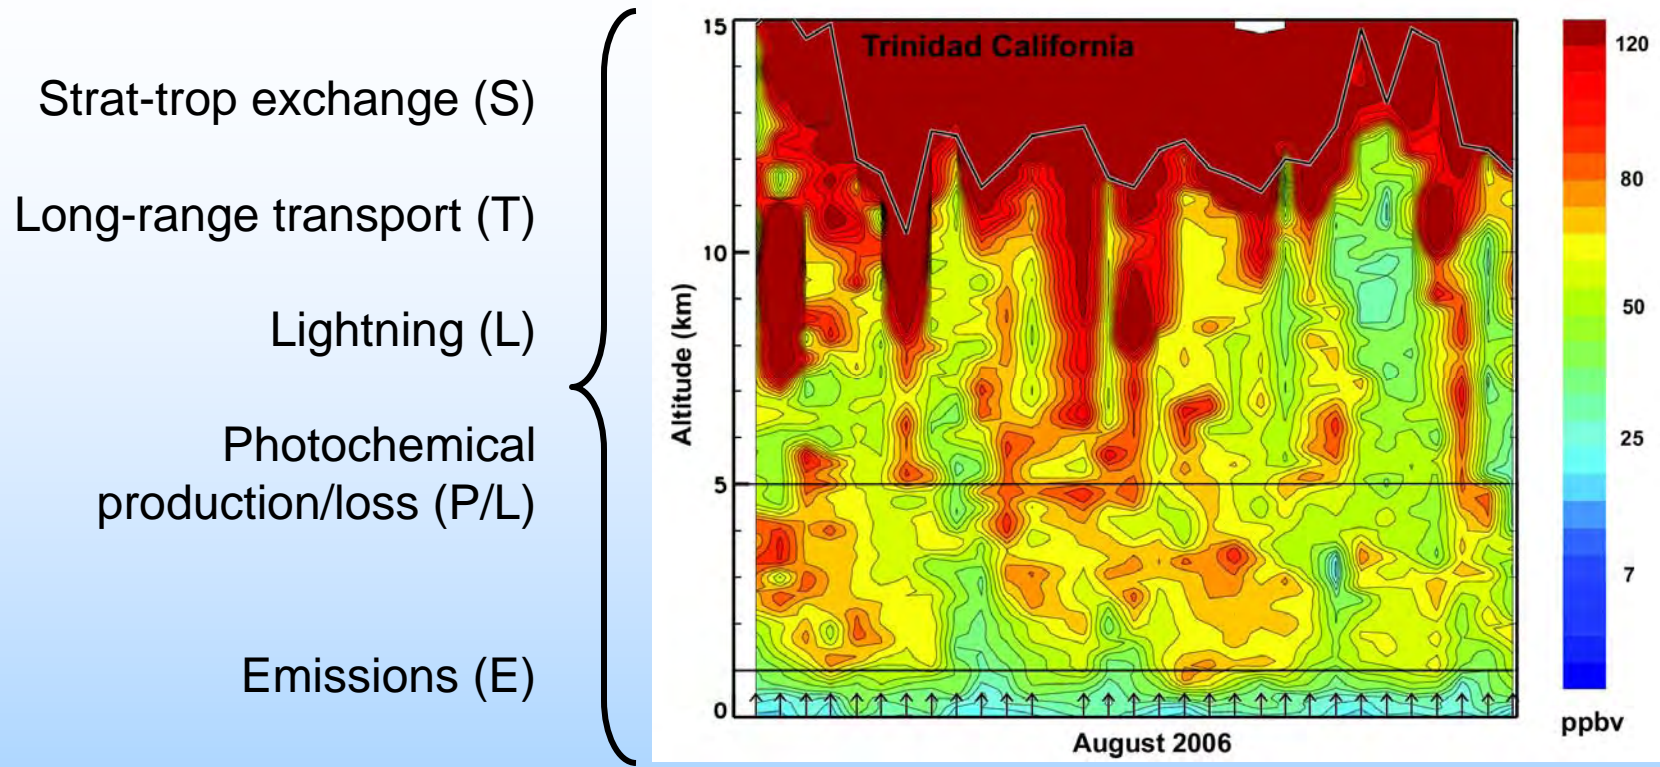 Strat-trop exchange (S)
Long-range transport (T)
Lightning (L)
Photochemical
production/loss (P/L)
Emissions (E)
Trinidad California
15
10
5
0
Altitude (km)
August 2006
120
80
50
25
7
ppbv